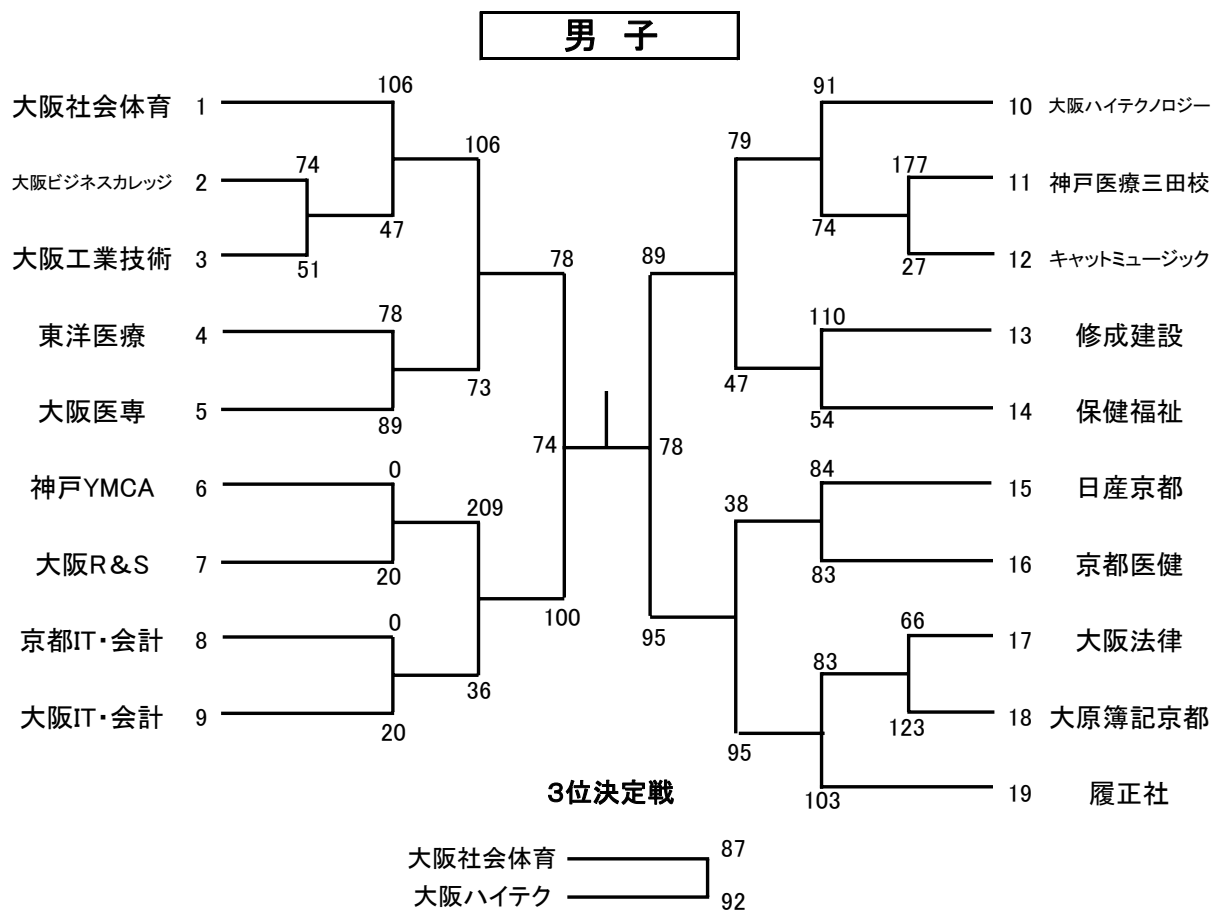 男 子
106
大阪社会体育 1
106
74
大阪ビジネスカレッジ 2
47
大阪工業技術 3
51
78
78
東洋医療 4
73
大阪医専 5
89
74
0
神戸YMCA 6
209
大阪R&S 7
20
100
0
京都IT・会計 8
36
大阪IT・会計 9
20
91
10 大阪ハイテクノロジー
79
177
11 神戸医療三田校
74
12 キャットミュージック
27
89
110
13 修成建設
47
14 保健福祉
54
78
84
15 日産京都
38
16 京都医健
83
95
66
17 大阪法律
83
18 大原簿記京都
123
95
19 履正社
103
3位決定戦
大阪社会体育 87
大阪ハイテク 92